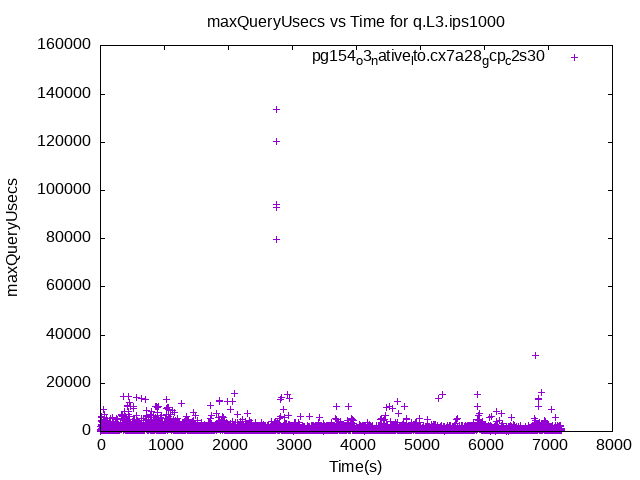 maxQueryUsecs vs Time for q.L3.ips1000
160000
pg154o3native_lto.cx7a28gcpc2s30
140000
120000
100000
80000
60000
40000
20000
0
maxQueryUsecs
0 1000 2000 3000 4000 5000 6000 7000 8000
Time(s)